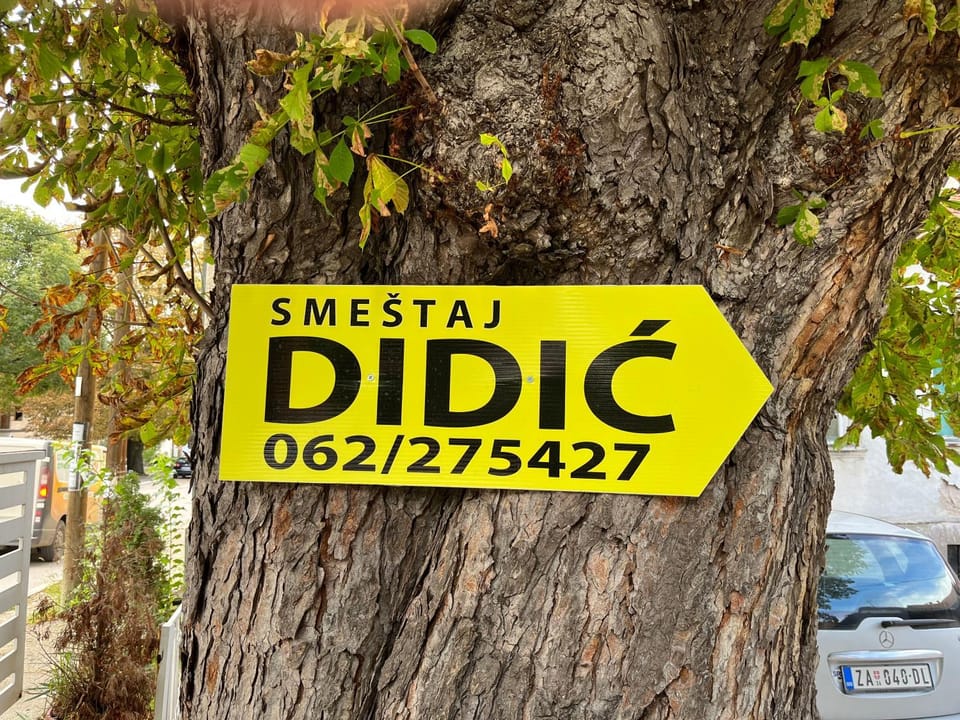 SMEŠTAJ
DIDIĆ
062/275427
ZA 040-DL